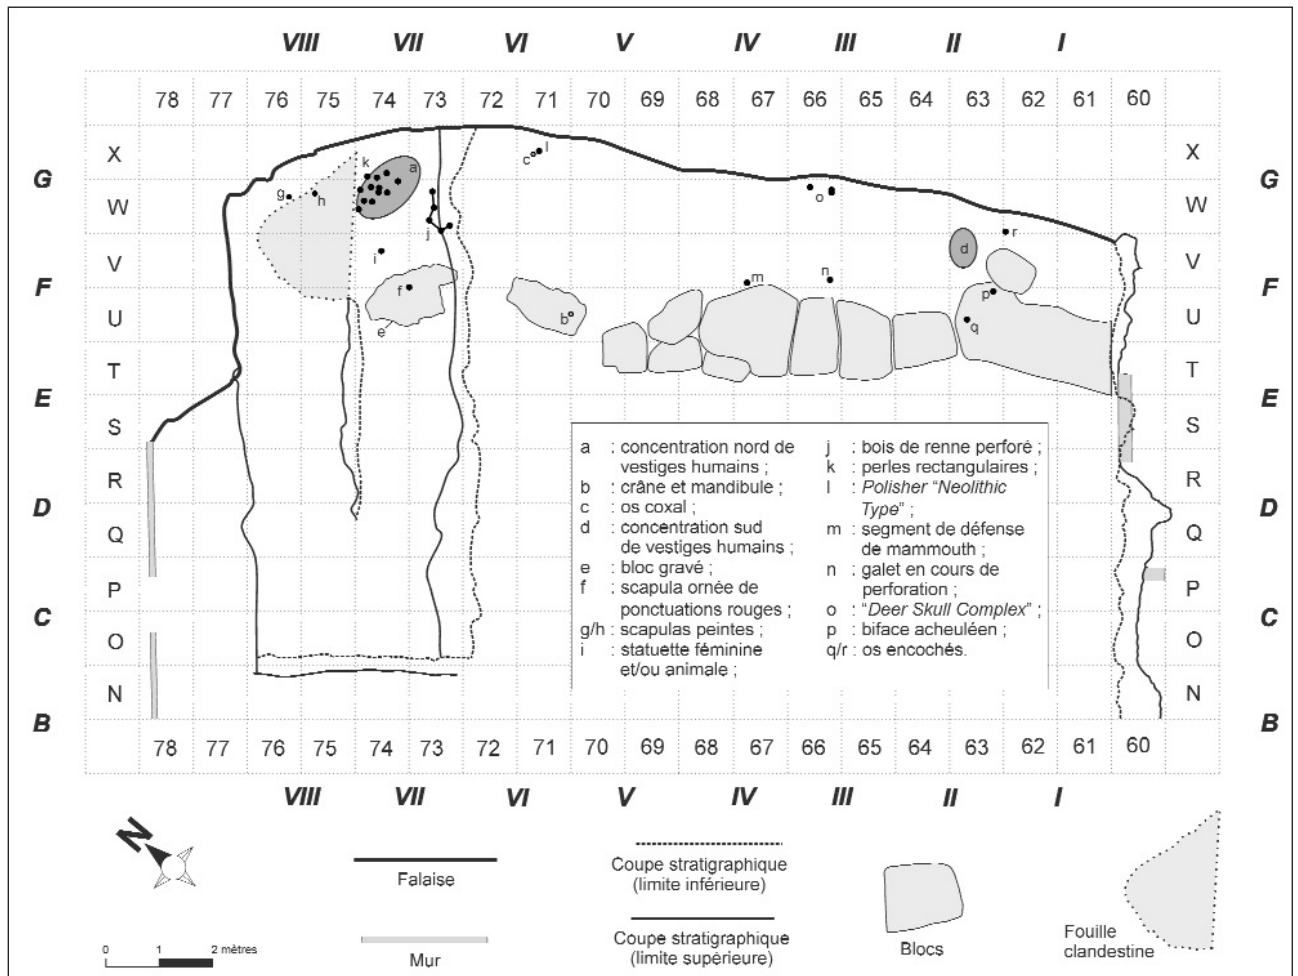 VIII VII VI V IV III II I
78 77 76 75 74 73 72 71 70 69 68 67 66 65 64 63 62 61 60
X k a c l X
G G
W g h o W
j r
V i d V
m n
F f p F
U e b q U
T T
E E
S S
R R
D D
Q Q
P P
C C
O O
N N
B B
a : concentration nord de
vestiges humains ;
b : crâne et mandibule ;
c : os coxal ;
d : concentration sud
de vestiges humains ;
e : bloc gravé ;
f : scapula ornée de
ponctuations rouges ;
g/h : scapulas peintes ;
i : statuette féminine
et/ou animale ;
j : bois de renne perforé ;
k : perles rectangulaires ;
l : Polisher “Neolithic
Type” ;
m : segment de défense
de mammouth ;
n : galet en cours de
perforation ;
o : “Deer Skull Complex” ;
p : biface acheuléen ;
q/r : os encochés.
78 77 76 75 74 73 72 71 70 69 68 67 66 65 64 63 62 61 60
VIII VII VI V IV III II I
N
0 1 2 mètres
Falaise
Mur
Coupe stratigraphique
(limite inférieure)
Coupe stratigraphique
(limite supérieure)
Blocs
Fouille
clandestine